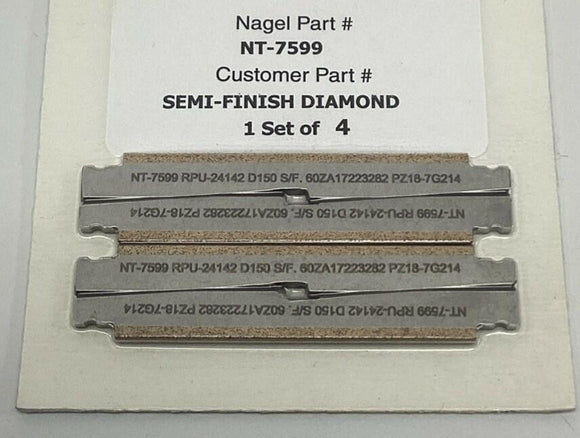 Nagel Part #
NT-7599
Customer Part #
SEMI-FINISH DIAMOND
1 Set of 4
NT-7599 RPU-24142 D150 S/F. 60ZA17223282 PZ18-7G214
NT-7599 RPU-24142 D150 S/F. 60ZA17223282 PZ18-7G214
NT-7599 RPU-24142 D150 S/F. 60ZA17223282 PZ18-7G214
NT-7599 RPU-24142 D150 S/F. 60ZA17223282 PZ18-7G214